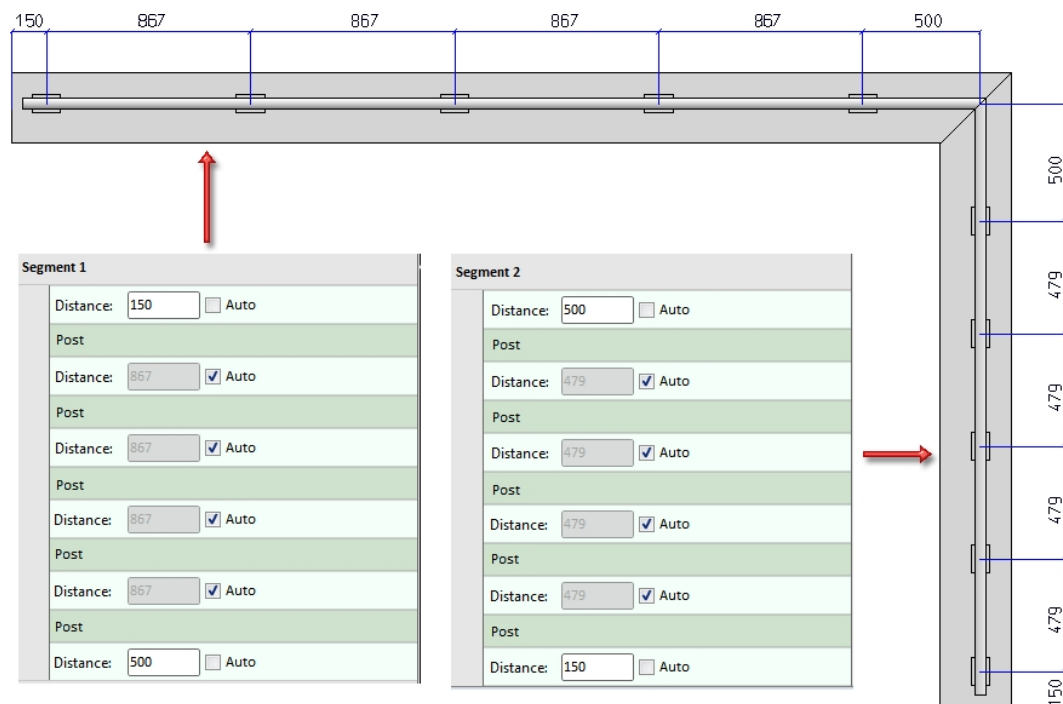 150 867 867 867 867 500
500
479
479
479
479
150
Segment 1
Distance: 150 Auto
Post
Distance: 867 Auto
Post
Distance: 867 Auto
Post
Distance: 867 Auto
Post
Distance: 867 Auto
Post
Distance: 500 Auto
Segment 2
Distance: 500 Auto
Post
Distance: 479 Auto
Post
Distance: 479 Auto
Post
Distance: 479 Auto
Post
Distance: 479 Auto
Post
Distance: 150 Auto